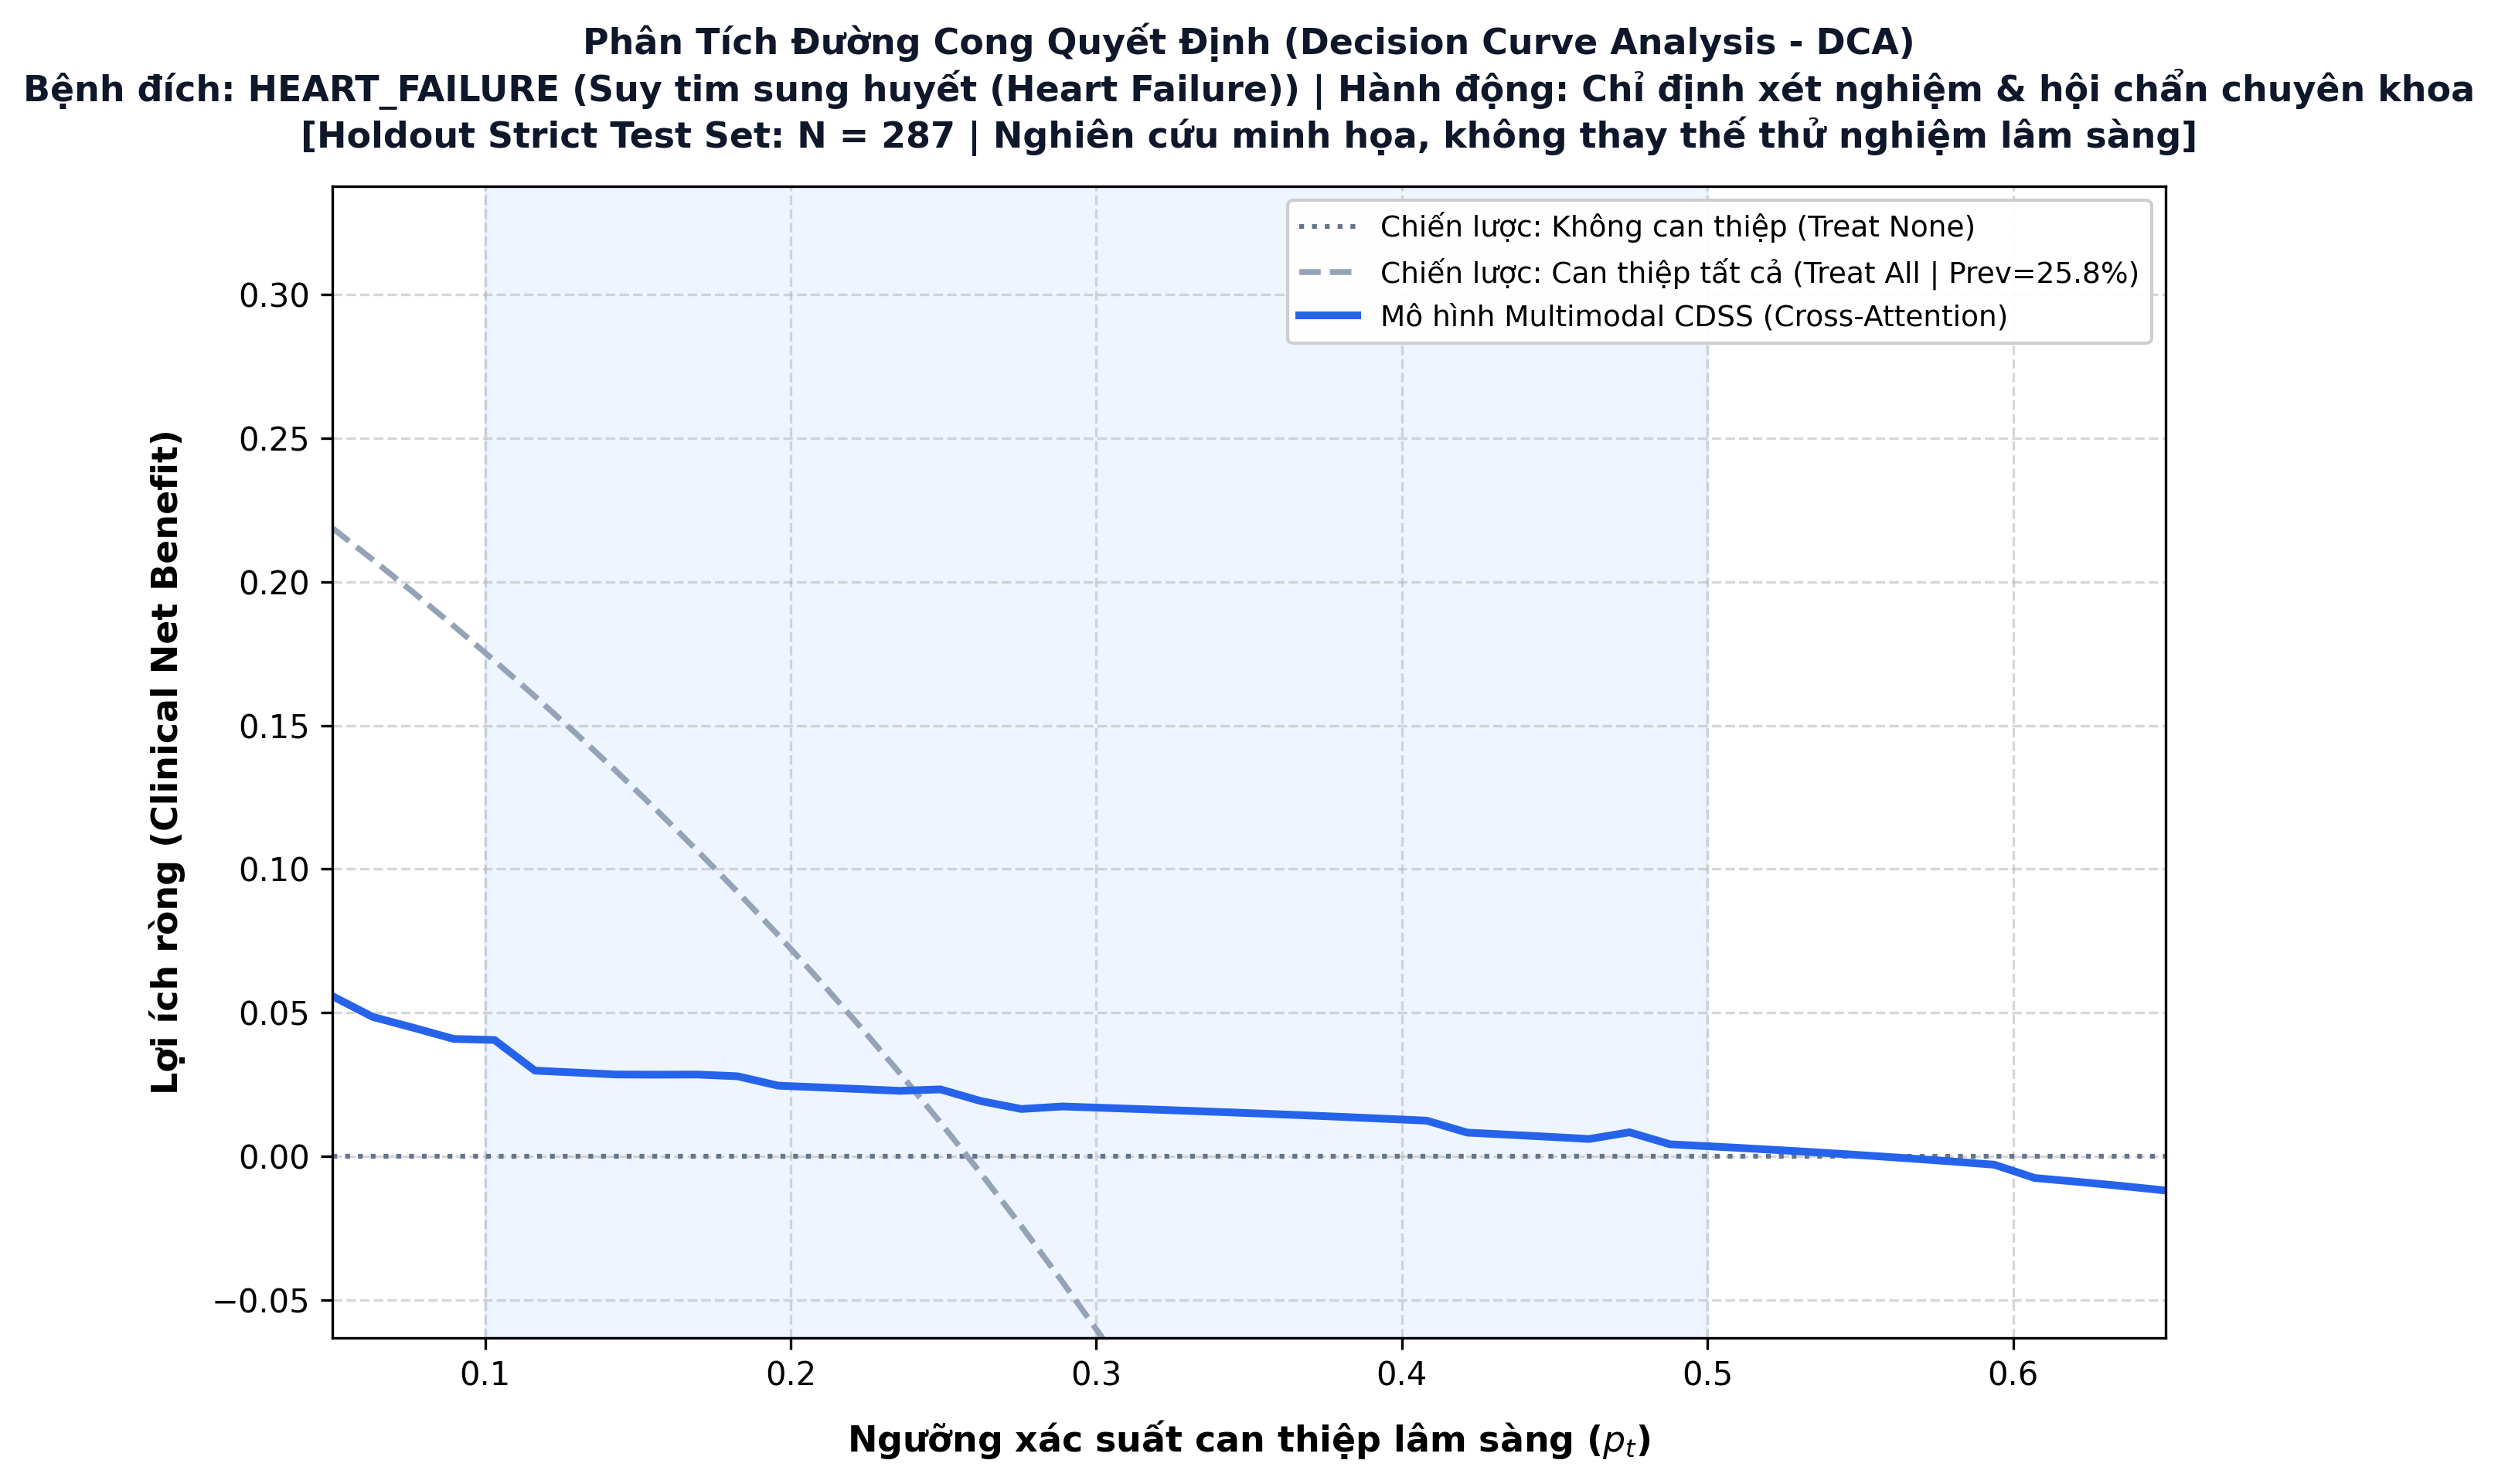 Phân Tích Đường Cong Quyết Định (Decision Curve Analysis - DCA)
Bệnh đích: HEART_FAILURE (Suy tim sung huyết (Heart Failure)) | Hành động: Chỉ định xét nghiệm & hội chẩn chuyên khoa
[Holdout Strict Test Set: N = 287 | Nghiên cứu minh họa, không thay thế thử nghiệm lâm sàng]
Chiến lược: Không can thiệp (Treat None)
Chiến lược: Can thiệp tất cả (Treat All | Prev=25.8%)
Mô hình Multimodal CDSS (Cross-Attention)
Lợi ích ròng (Clinical Net Benefit)
0.30
0.25
0.20
0.15
0.10
0.05
0.00
−0.05
0.1
0.2
0.3
0.4
0.5
0.6
Ngưỡng xác suất can thiệp lâm sàng (pₜ)